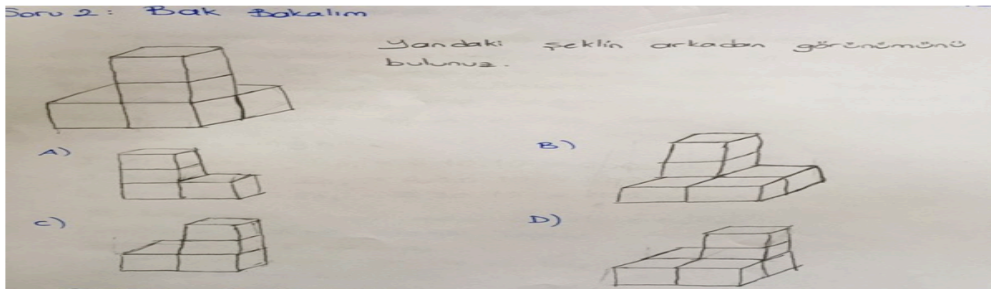 Soru 2: Bak Bakalım
Yandaki şeklin arkadan görünümünü
bulunuz.
A)
B)
C)
D)